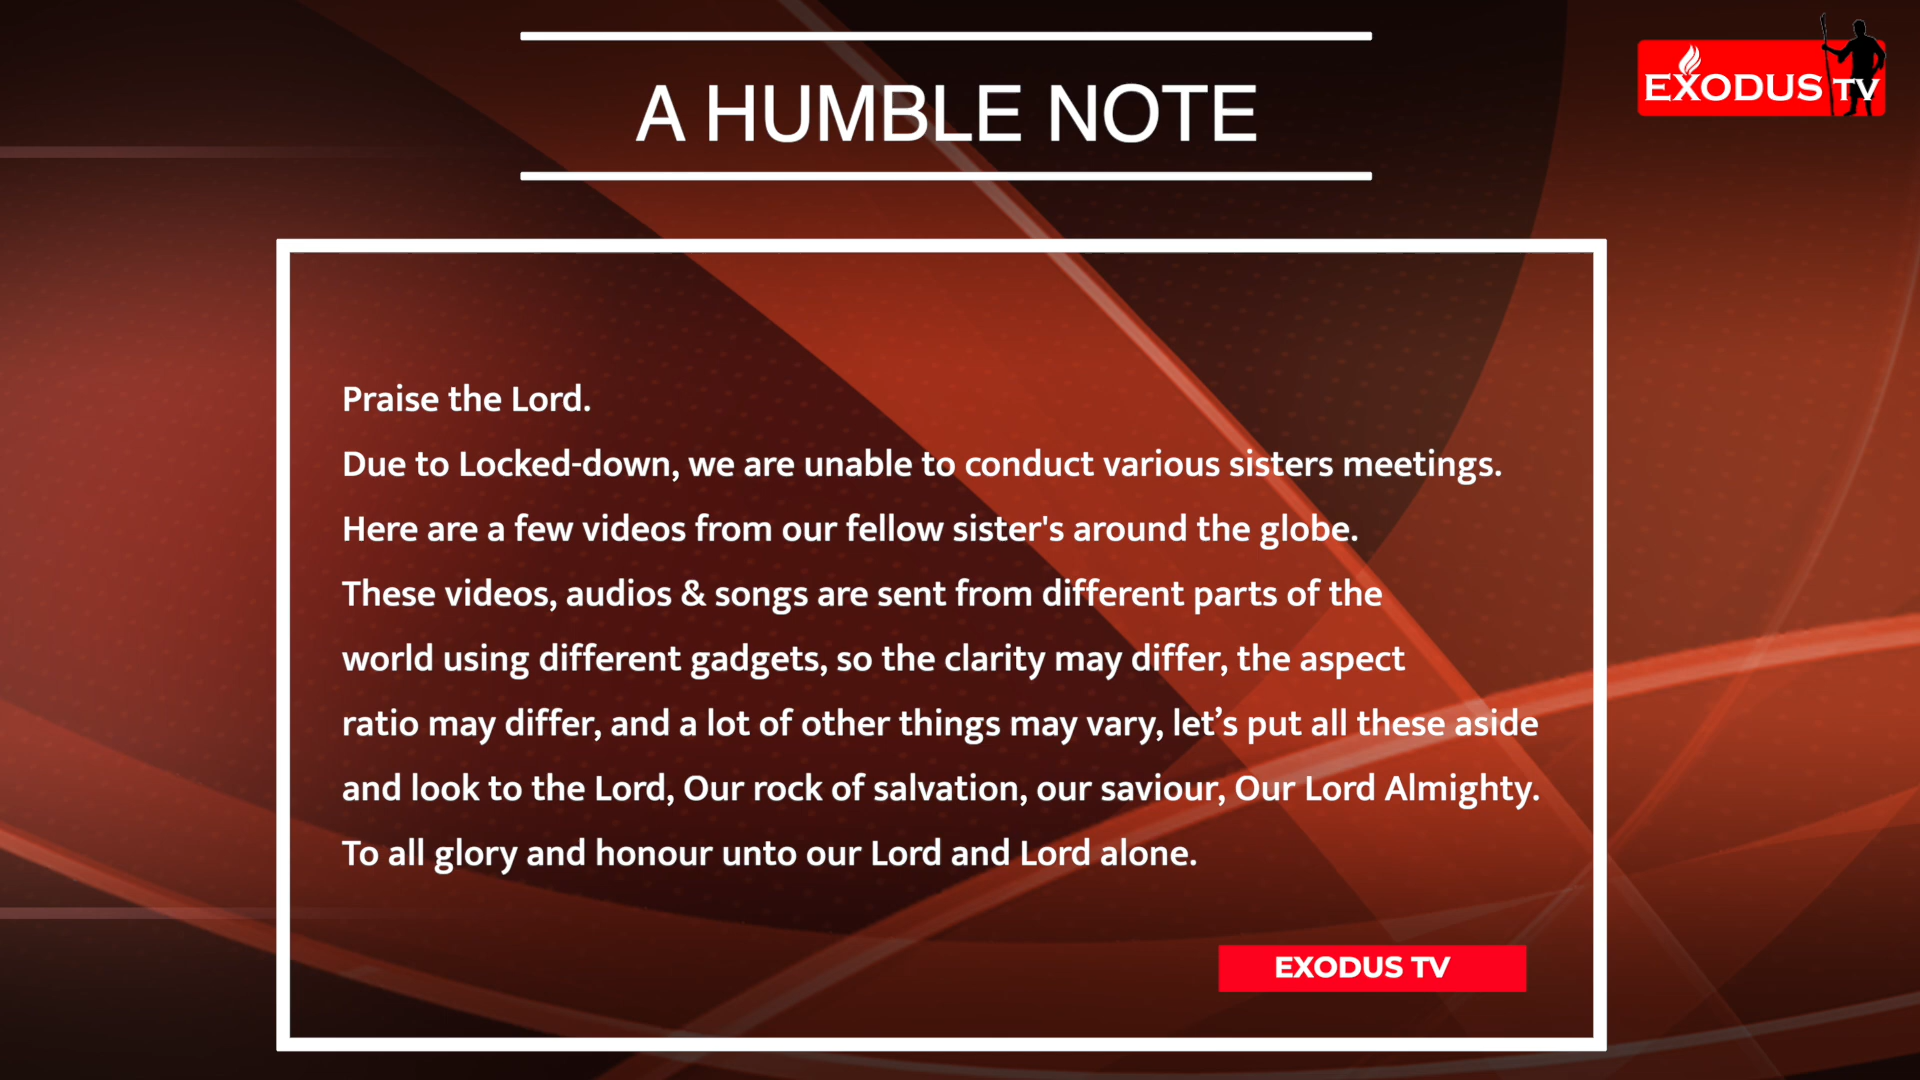 A HUMBLE NOTE
EXODUS TV
Praise the Lord.
Due to Locked-down, we are unable to conduct various sisters meetings.
Here are a few videos from our fellow sister's around the globe.
These videos, audios & songs are sent from different parts of the
world using different gadgets, so the clarity may differ, the aspect
ratio may differ, and a lot of other things may vary, let’s put all these aside
and look to the Lord, Our rock of salvation, our saviour, Our Lord Almighty.
To all glory and honour unto our Lord and Lord alone.
EXODUS TV